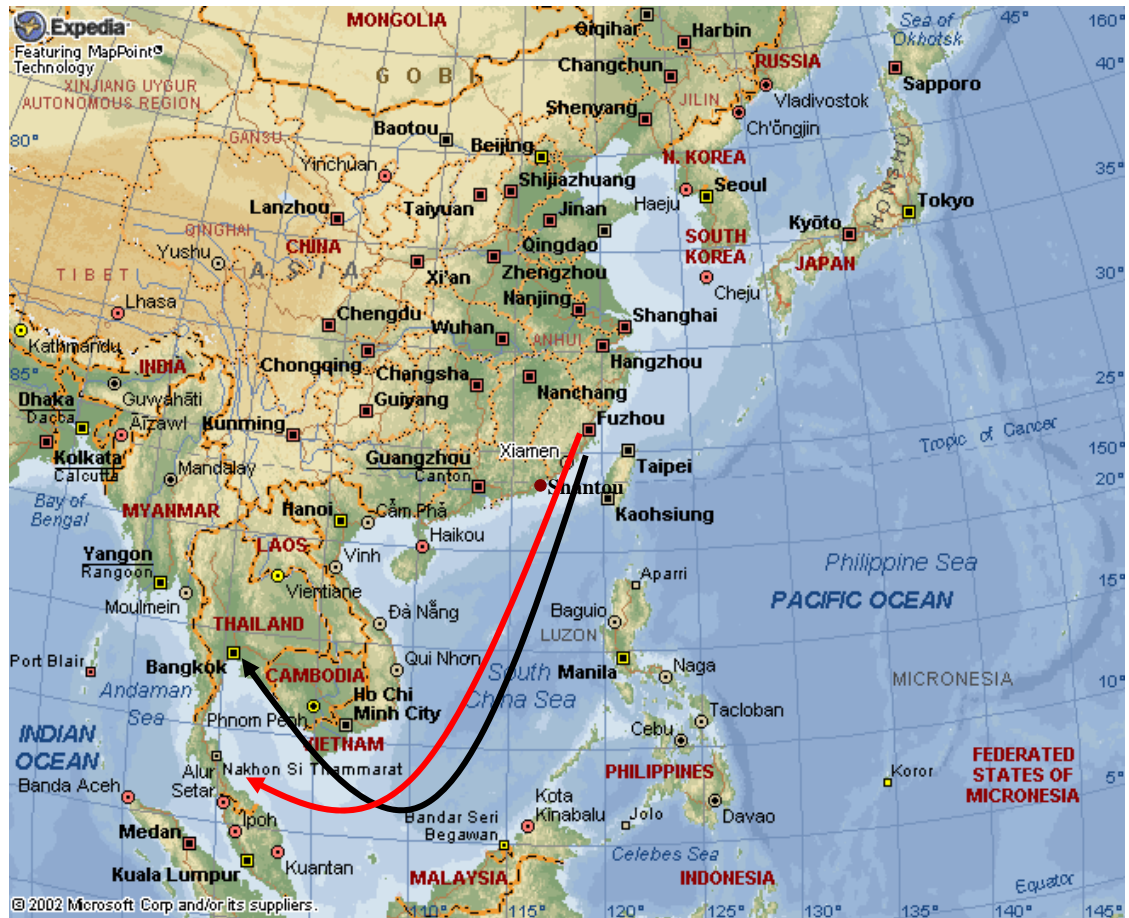 Expedia
Featuring MapPoint®
Technology
MONGOLIA
Qiqihar
Harbin
Sea of
Okhotsk
45°
160°
40°
XINJIANG UYGUR
AUTONOMOUS REGION
GOBI
Changchun
RUSSIA
Sapporo
JILIN
Vladivostok
Shenyang
Ch'ŏngjin
GANSU
Baotou
80°
Beijing
Yinchuan
N. KOREA
HONSHU
35°
Shijiazhuang
Seoul
Haeju
Lanzhou
Taiyuan
Jinan
Tokyo
Kyōto
QINGHAI
CHINA
Qingdao
SOUTH
KOREA
JAPAN
Yushu
ASIA
TIBET
Xi'an
Zhengzhou
30°
Cheju
Lhasa
Nanjing
Chengdu
Shanghai
Wuhan
ANHUI
Kathmandu
INDIA
Chongqing
Hangzhou
85°
Changsha
25°
Guwahāti
Nanchang
Dhaka
Dacca
Guiyang
Āīzawl
Kunming
Fuzhou
Tropic of Cancer
150°
Kolkata
Calcutta
Xiamen
Guangzhou
Canton
Taipei
Mandalay
20°
Shantou
Bay of
Bengal
MYANMAR
Hanoi
Cẩm Phả
Kaohsiung
Haikou
LAOS
Yangon
Rangoon
Vinh
Philippine Sea
Aparri
15°
Vientiane
Moulmein
PACIFIC OCEAN
Baguio
Đà Nẵng
THAILAND
LUZON
Port Blair
Bangkok
Qui Nhơn
South
China Sea
Manila
Naga
CAMBODIA
MICRONESIA
10°
Andaman
Sea
Ho Chi
Minh City
Phnom Penh
Tacloban
INDIAN
OCEAN
VIETNAM
Cebu
Nakhon Si Thammarat
Alur
Setar
PHILIPPINES
Koror
FEDERATED
STATES OF
MICRONESIA
5°
Banda Aceh
Kota
Kinabalu
Jolo
Davao
Ipoh
Bandar Seri
Begawan
Medan
Kuantan
Celebes Sea
Kuala Lumpur
MALAYSIA
INDONESIA
Equator
© 2002 Microsoft Corp and/or its suppliers.
110°
115°
120°
125°
130°
135°
140°
145°